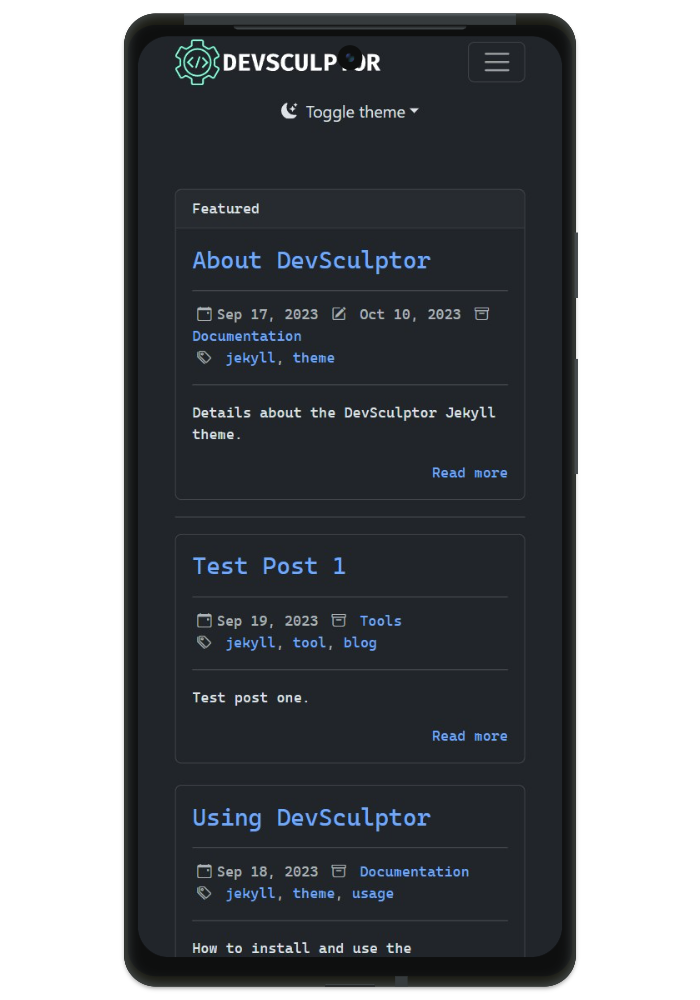 DEVSCULPTOR
Toggle theme
Featured
About DevSculptor
Sep 17, 2023 Oct 10, 2023
Documentation
jekyll, theme
Details about the DevSculptor Jekyll
theme.
Read more
Test Post 1
Sep 19, 2023 Tools
jekyll, tool, blog
Test post one.
Read more
Using DevSculptor
Sep 18, 2023 Documentation
jekyll, theme, usage
How to install and use the